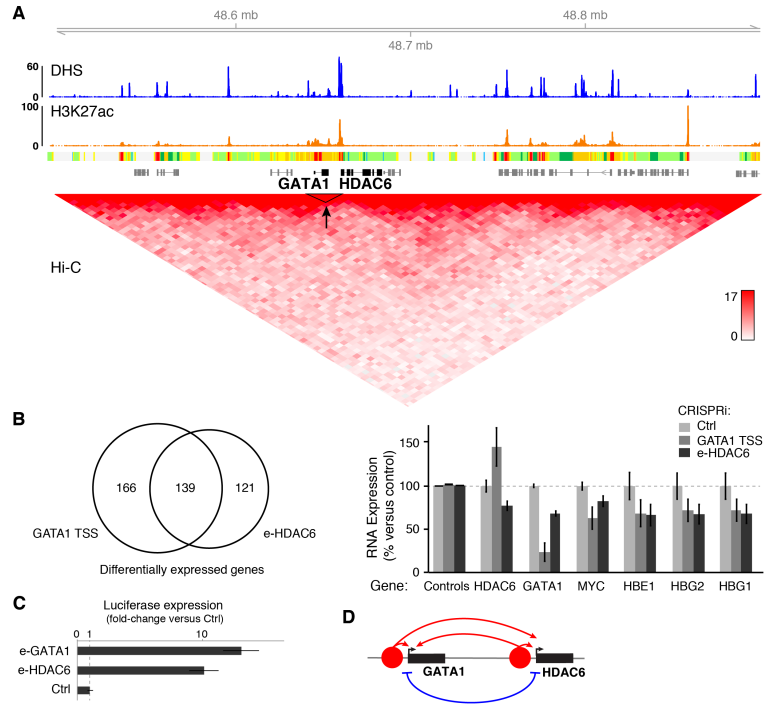 A
48.6 mb
48.8 mb
48.7 mb
60
DHS
0
100
H3K27ac
0
GATA1 HDAC6
Hi-C
17
0
B
166
139
121
GATA1 TSS
e-HDAC6
Differentially expressed genes
CRISPRi:
Ctrl
GATA1 TSS
e-HDAC6
RNA Expression
(% versus control)
150
100
50
0
Gene: Controls HDAC6 GATA1 MYC HBE1 HBG2 HBG1
C
Luciferase expression
(fold-change versus Ctrl)
0 1 10
e-GATA1
e-HDAC6
Ctrl
D
GATA1
HDAC6